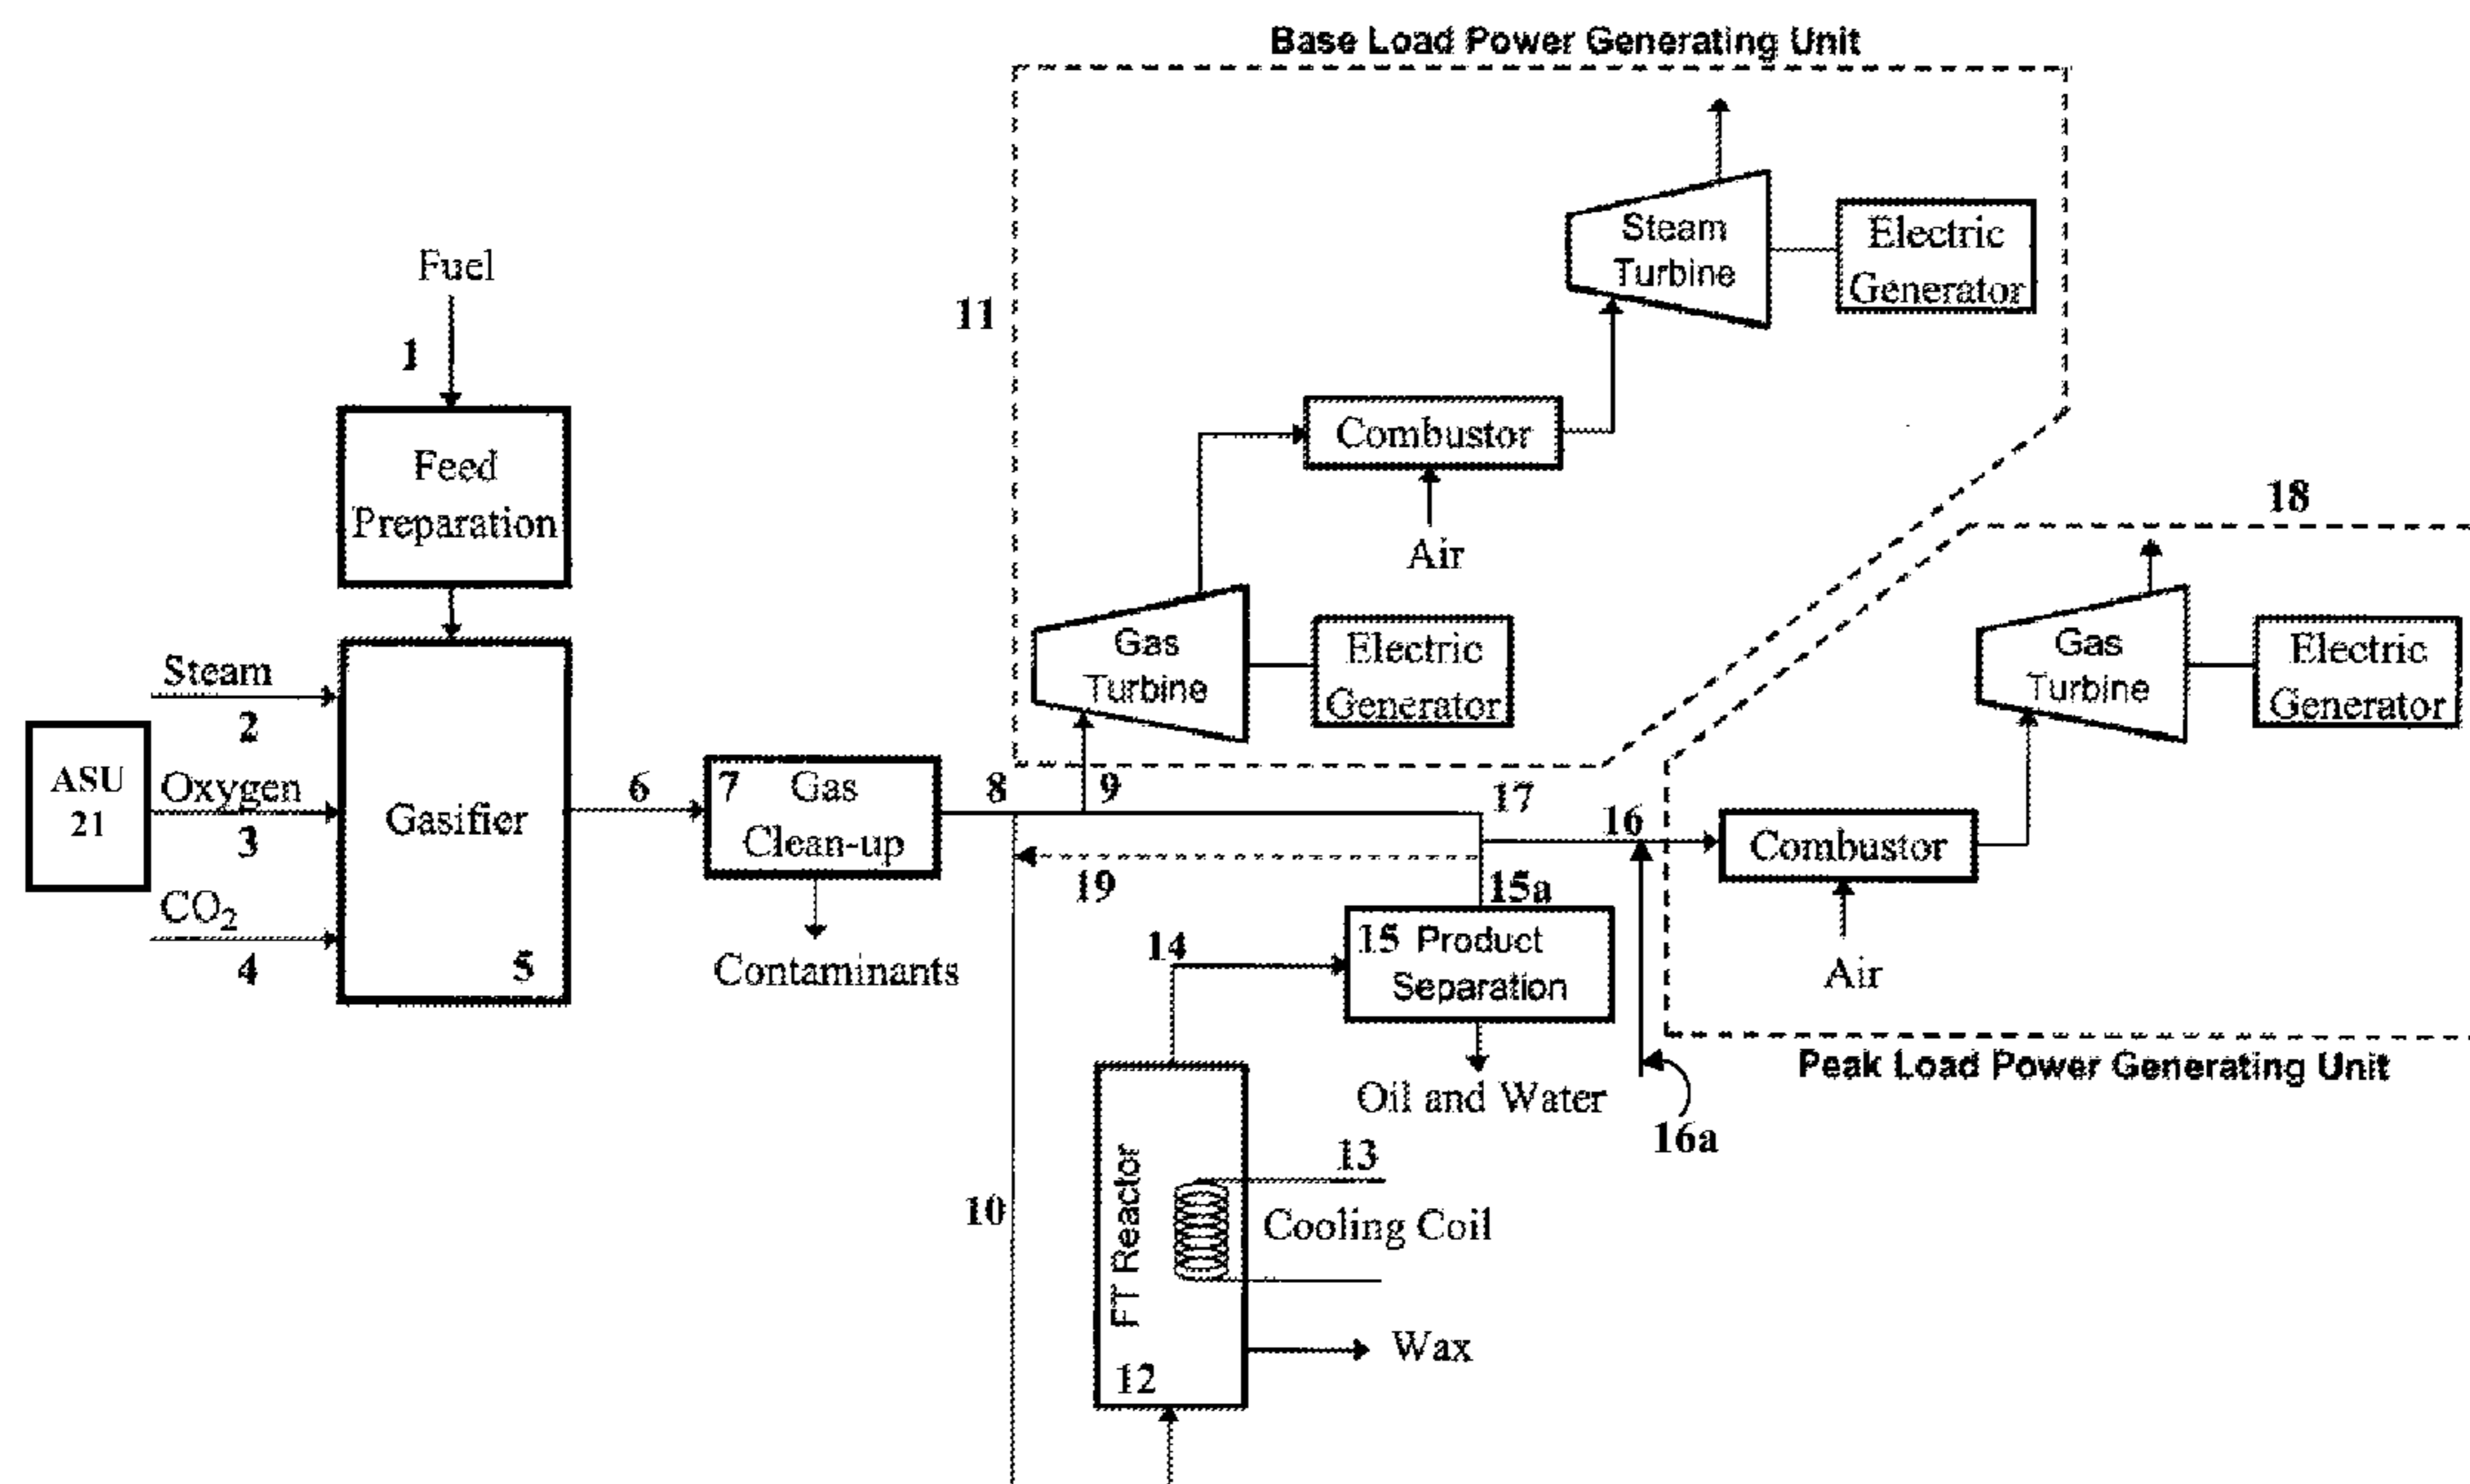 Base Load Power Generating Unit
Steam
Turbine
Electric
Generator
11
Fuel
1
Combustor
Air
Feed
Preparation
18
Gas
Turbine
Electric
Generator
Gas
Turbine
Electric
Generator
Steam
2
ASU
21
Oxygen
3
CO2
4
Gasifier
5
6
7 Gas
Clean-up
Contaminants
8
9
17
16
Combustor
Air
19
15a
14
15 Product
Separation
Oil and Water
Peak Load Power Generating Unit
16a
10
FT Reactor
13
Cooling Coil
Wax
12